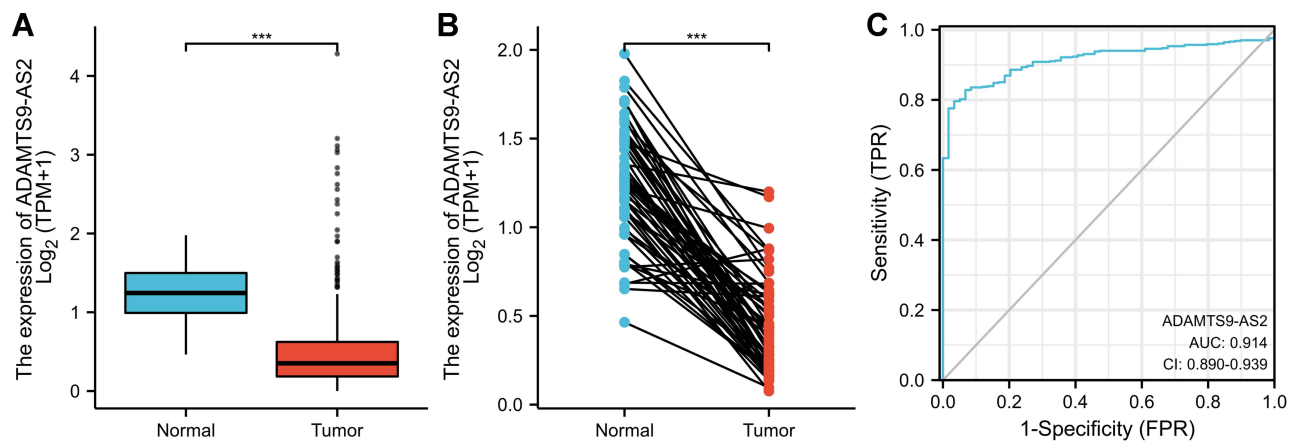 A
The expression of ADAMTS9-AS2
Log2 (TPM+1)
4
3
2
1
0
***
Normal
Tumor
B
The expression of ADAMTS9-AS2
Log2 (TPM+1)
2.0
1.5
1.0
0.5
0.0
***
Normal
Tumor
C
Sensitivity (TPR)
1.0
0.8
0.6
0.4
0.2
0.0
ADAMTS9-AS2
AUC: 0.914
CI: 0.890-0.939
0.0
0.2
0.4
0.6
0.8
1.0
1-Specificity (FPR)